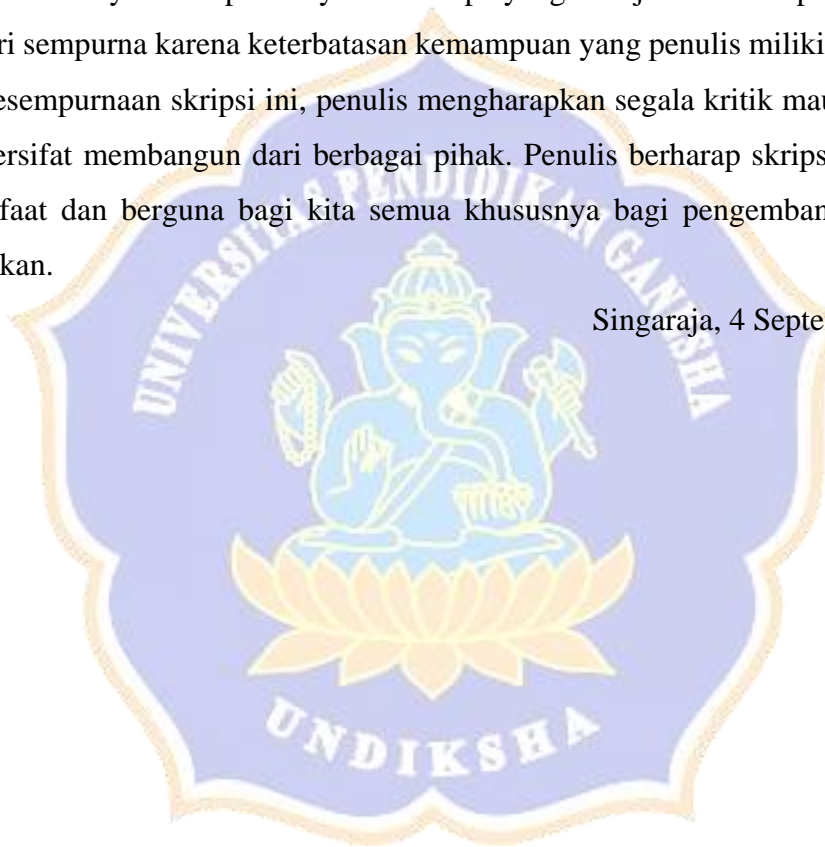 ri sempurna karena keterbatasan kemampuan yang penulis miliki
esempurnaan skripsi ini, penulis mengharapkan segala kritik mau
ersifat membangun dari berbagai pihak. Penulis berharap skrips
faat dan berguna bagi kita semua khususnya bagi pengemban
kan.
UNIVERSITAS PENDIDIKAN GANESHA
Singaraja, 4 Septe
UNDIKSHA